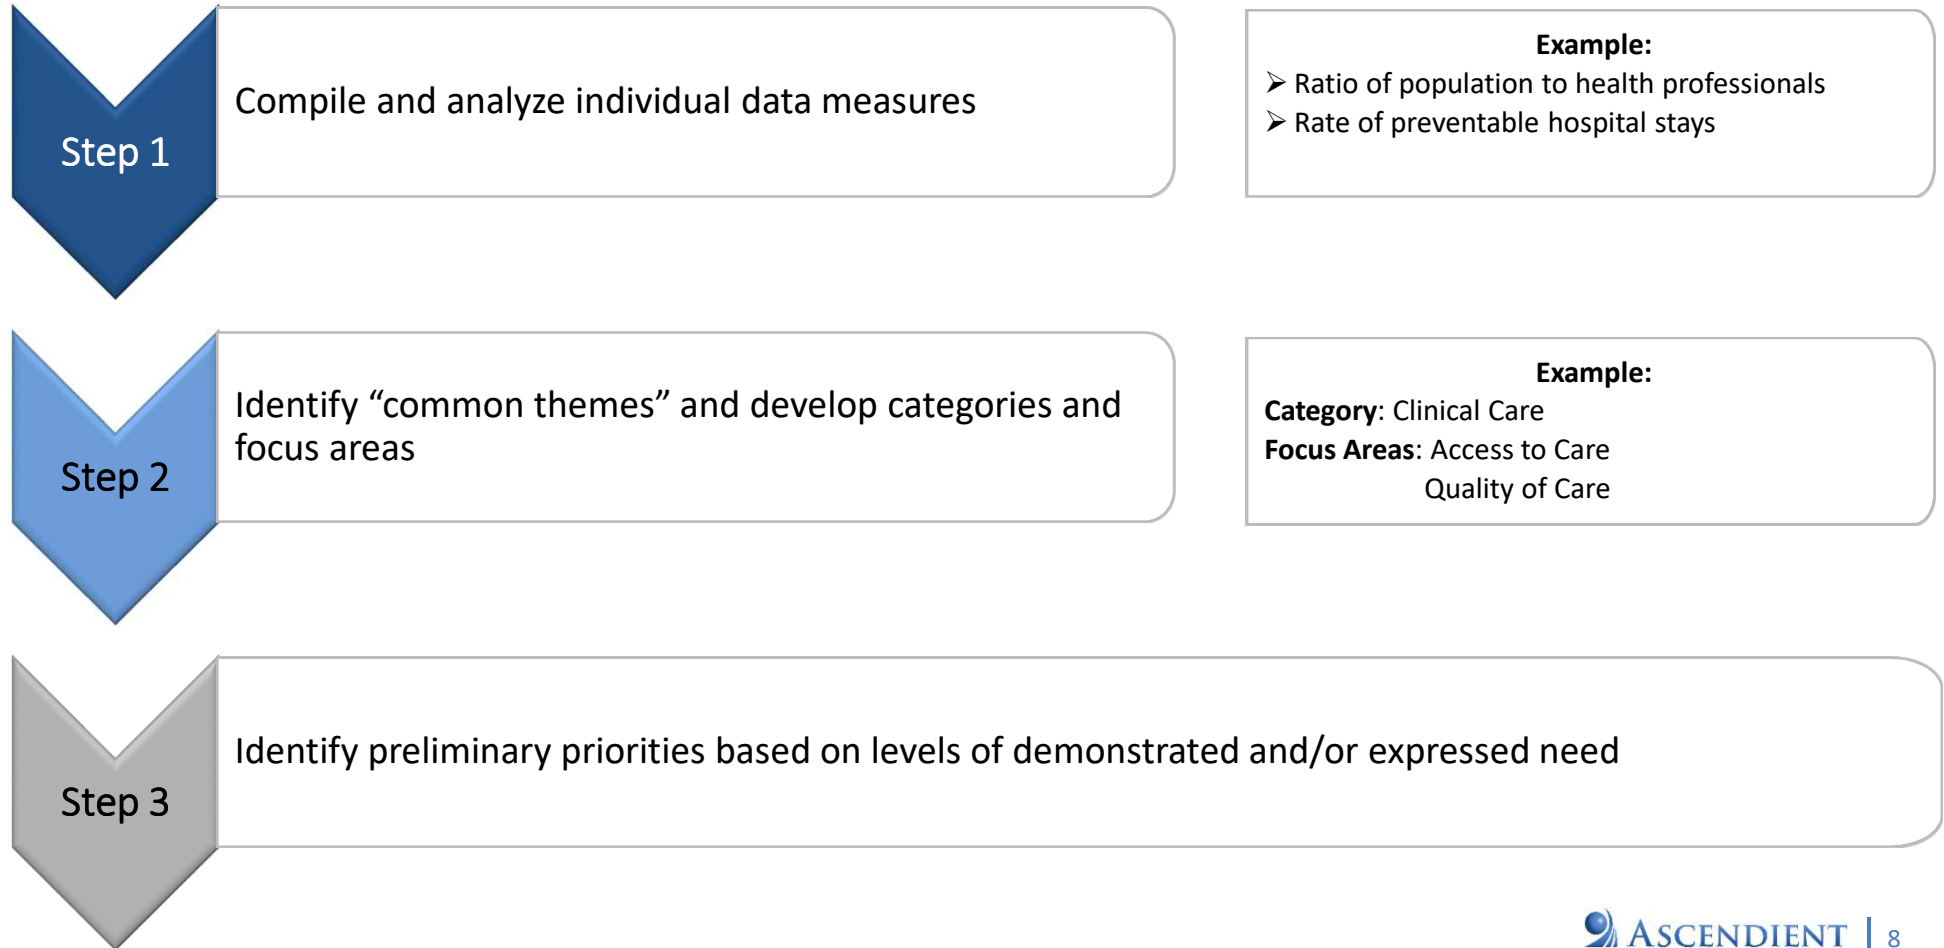 Step 1
Compile and analyze individual data measures
Example:
➢ Ratio of population to health professionals
➢ Rate of preventable hospital stays
Step 2
Identify “common themes” and develop categories and
focus areas
Example:
Category: Clinical Care
Focus Areas: Access to Care
Quality of Care
Step 3
Identify preliminary priorities based on levels of demonstrated and/or expressed need
ASCENDIENT | 8